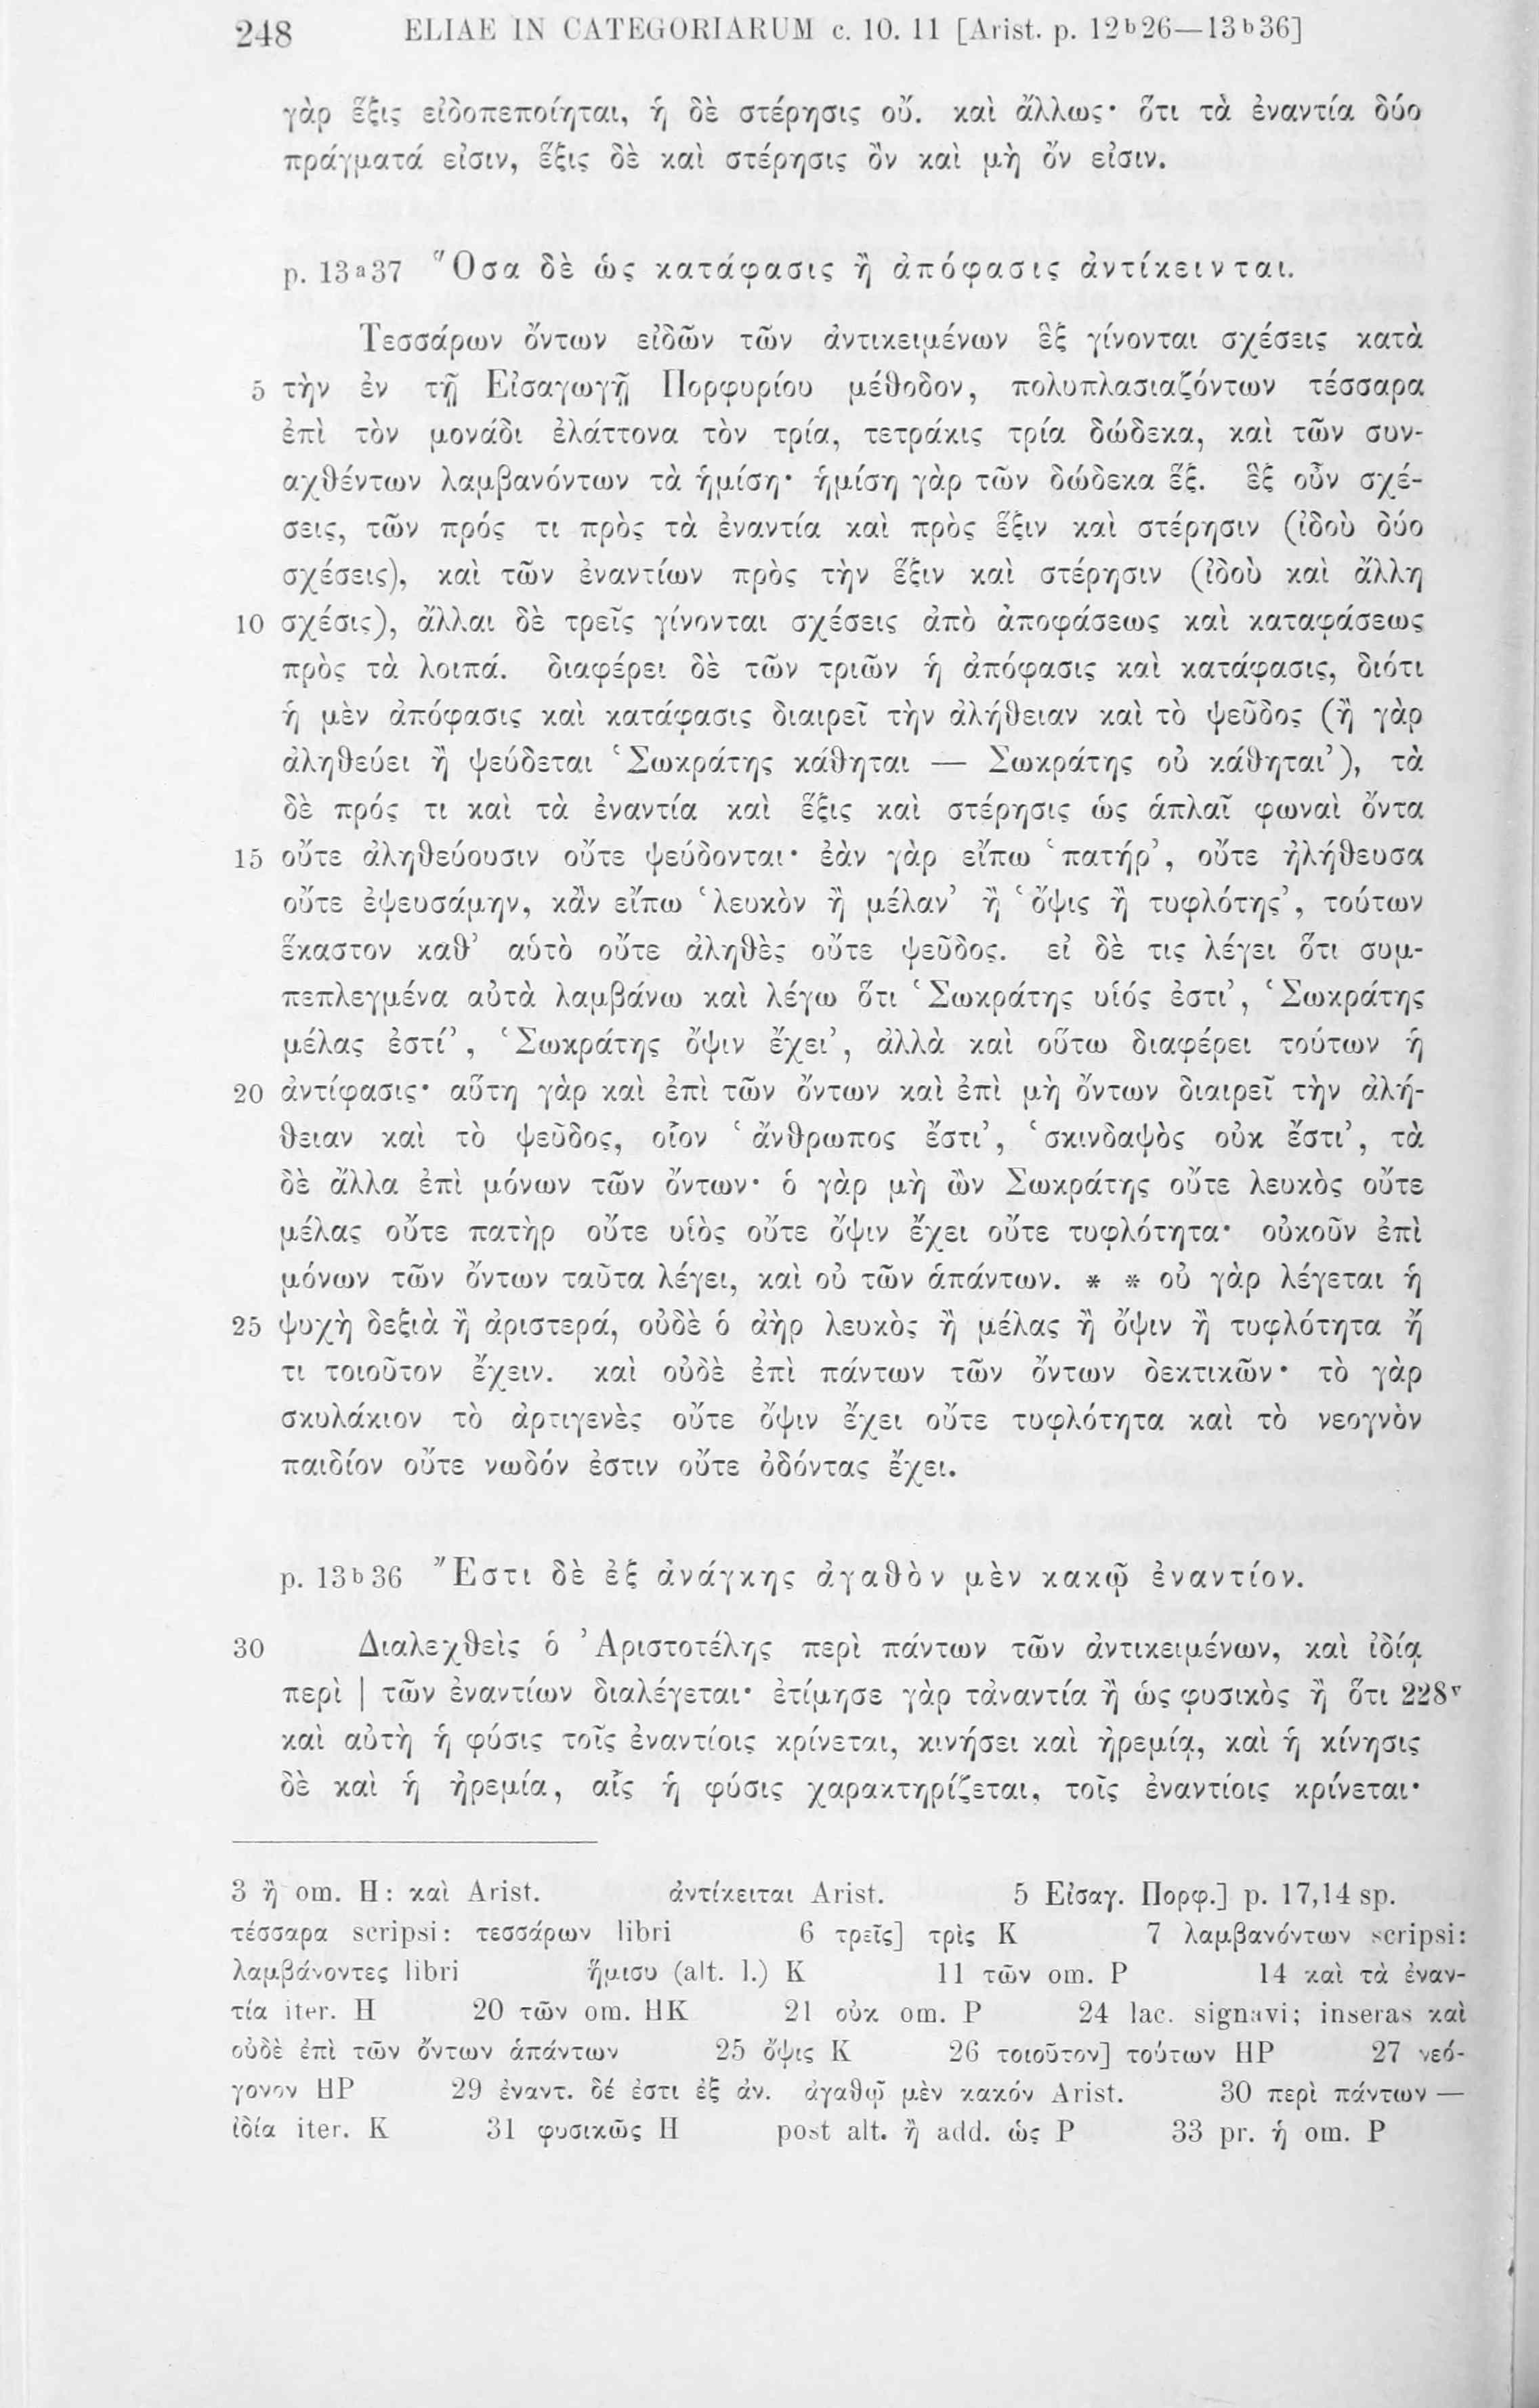 248 ELIAE IN CATEGORIARUM c. 10. 11 [Arist. p. 12b26—13b36]
γὰρ ἕξις εἰδοπεποίηται, ἡ δὲ στέρησις οὔ. καὶ ἄλλως· ὅτι τὰ ἐναντία δύο
πράγματά εἰσιν, ἕξις δὲ καὶ στέρησις ὂν καὶ μὴ ὄν εἰσιν.
p. 13a37 Ὅσα δὲ ὡς κατάφασις ἢ ἀπόφασις ἀντίκεινται.
Τεσσάρων ὄντων εἰδῶν τῶν ἀντικειμένων ἓξ γίνονται σχέσεις κατὰ
5 τὴν ἐν τῇ Εἰσαγωγῇ Πορφυρίου μέθοδον, πολυπλασιαζόντων τέσσαρα
ἐπὶ τὸν μονάδι ἐλάττονα τὸν τρία, τετράκις τρία δώδεκα, καὶ τῶν συν-
αχθέντων λαμβανόντων τὰ ἡμίση· ἡμίση γὰρ τῶν δώδεκα ἕξ. ἓξ οὖν σχέ-
σεις, τῶν πρός τι πρὸς τὰ ἐναντία καὶ πρὸς ἕξιν καὶ στέρησιν (ἰδοὺ δύο
σχέσεις), καὶ τῶν ἐναντίων πρὸς τὴν ἕξιν καὶ στέρησιν (ἰδοὺ καὶ ἄλλη
10 σχέσις), ἄλλαι δὲ τρεῖς γίνονται σχέσεις ἀπὸ ἀποφάσεως καὶ καταφάσεως
πρὸς τὰ λοιπά. διαφέρει δὲ τῶν τριῶν ἡ ἀπόφασις καὶ κατάφασις, διότι
ἡ μὲν ἀπόφασις καὶ κατάφασις διαιρεῖ τὴν ἀλήθειαν καὶ τὸ ψεῦδος (ἢ γὰρ
ἀληθεύει ἢ ψεύδεται ‘Σωκράτης κάθηται — Σωκράτης οὐ κάθηται’), τὰ
δὲ πρός τι καὶ τὰ ἐναντία καὶ ἕξις καὶ στέρησις ὡς ἁπλαῖ φωναὶ ὄντα
15 οὔτε ἀληθεύουσιν οὔτε ψεύδονται· ἐὰν γὰρ εἴπω ‘πατήρ’, οὔτε ἠλήθευσα
οὔτε ἐψευσάμην, κἂν εἴπω ‘λευκὸν ἢ μέλαν’ ἢ ‘ὄψις ἢ τυφλότης’, τούτων
ἕκαστον καθ’ αὑτὸ οὔτε ἀληθὲς οὔτε ψεῦδος. εἰ δὲ τις λέγει ὅτι συμ-
πεπλεγμένα αὐτὰ λαμβάνω καὶ λέγω ὅτι ‘Σωκράτης υἱός ἐστι’, ‘Σωκράτης
μέλας ἐστί’, ‘Σωκράτης ὄψιν ἔχει’, ἀλλὰ καὶ οὕτω διαφέρει τούτων ἡ
20 ἀντίφασις· αὕτη γὰρ καὶ ἐπὶ τῶν ὄντων καὶ ἐπὶ μὴ ὄντων διαιρεῖ τὴν ἀλή-
θειαν καὶ τὸ ψεῦδος, οἷον ‘ἄνθρωπος ἔστι’, ‘σκινδαψὸς οὐκ ἔστι’, τὰ
δὲ ἄλλα ἐπὶ μόνων τῶν ὄντων· ὁ γὰρ μὴ ὢν Σωκράτης οὔτε λευκὸς οὔτε
μέλας οὔτε πατὴρ οὔτε υἱὸς οὔτε ὄψιν ἔχει οὔτε τυφλότητα· οὐκοῦν ἐπὶ
μόνων τῶν ὄντων ταῦτα λέγει, καὶ οὐ τῶν ἁπάντων. * * οὐ γὰρ λέγεται ἡ
25 ψυχὴ δεξιὰ ἢ ἀριστερά, οὐδὲ ὁ ἀὴρ λευκὸς ἢ μέλας ἢ ὄψιν ἢ τυφλότητα ἤ
τι τοιοῦτον ἔχειν. καὶ οὐδὲ ἐπὶ πάντων τῶν ὄντων δεκτικῶν· τὸ γὰρ
σκυλάκιον τὸ ἀρτιγενὲς οὔτε ὄψιν ἔχει οὔτε τυφλότητα καὶ τὸ νεογνὸν
παιδίον οὔτε νωδόν ἐστιν οὔτε ὀδόντας ἔχει.
p. 13b36 Ἔστι δὲ ἐξ ἀνάγκης ἀγαθὸν μὲν κακῷ ἐναντίον.
30 Διαλεχθεὶς ὁ Ἀριστοτέλης περὶ πάντων τῶν ἀντικειμένων, καὶ ἰδίᾳ
περὶ | τῶν ἐναντίων διαλέγεται· ἐτίμησε γὰρ τἀναντία ἢ ὡς φυσικὸς ἢ ὅτι 228v
καὶ αὐτὴ ἡ φύσις τοῖς ἐναντίοις κρίνεται, κινήσει καὶ ἠρεμίᾳ, καὶ ἡ κίνησις
δὲ καὶ ἡ ἠρεμία, αἷς ἡ φύσις χαρακτηρίζεται, τοῖς ἐναντίοις κρίνεται·
3 ἢ om. H: καὶ Arist. ἀντίκειται Arist. 5 Εἰσαγ. Πορφ.] p. 17,14 sp.
τέσσαρα scripsi: τεσσάρων libri 6 τρεῖς] τρὶς K 7 λαμβανόντων scripsi:
λαμβάνοντες libri ἥμισυ (alt. l.) K 11 τῶν om. P 14 καὶ τὰ ἐναν-
τία iter. H 20 τῶν om. HK 21 οὐκ om. P 24 lac. signavi; inseras καὶ
οὐδὲ ἐπὶ τῶν ὄντων ἁπάντων 25 ὄψις K 26 τοιοῦτον] τούτων HP 27 νεό-
γονον HP 29 ἐναντ. δέ ἐστι ἐξ ἀν. ἀγαθῷ μὲν κακόν Arist. 30 περὶ πάντων —
ἰδία iter. K 31 φυσικῶς H post alt. ἢ add. ὡς P 33 pr. ἡ om. P